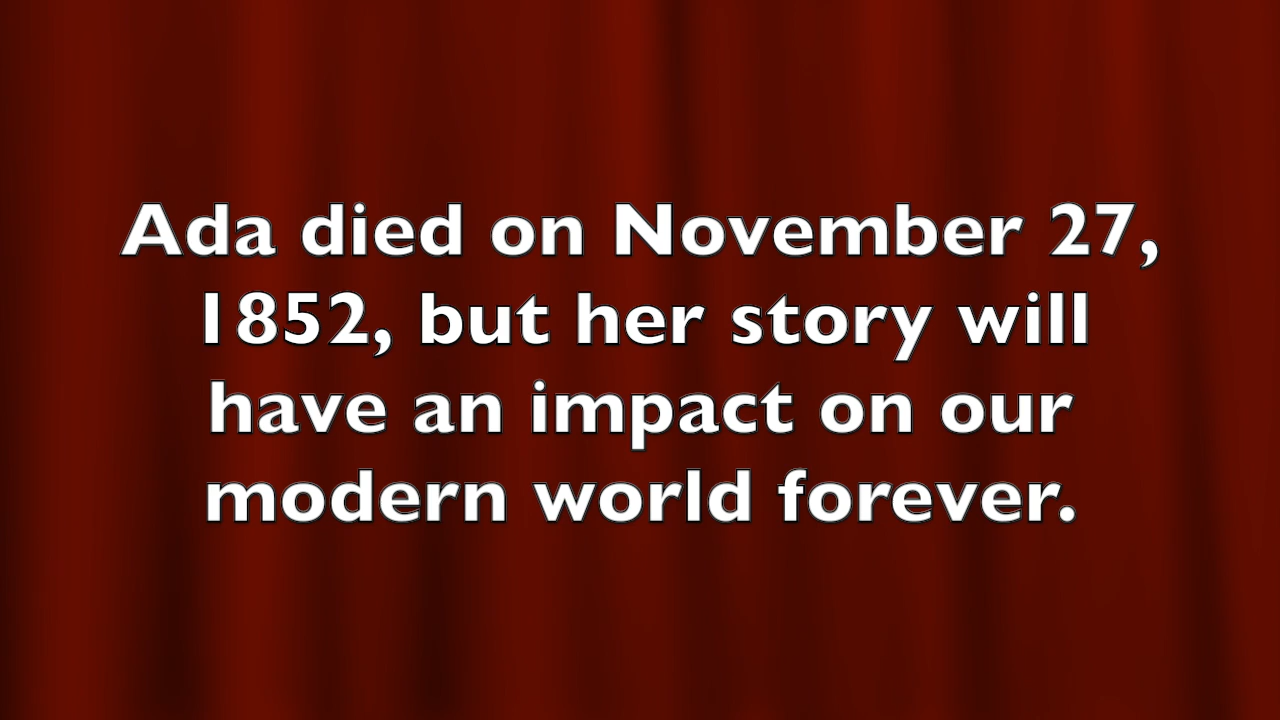 Ada died on November 27,
1852, but her story will
have an impact on our
modern world forever.